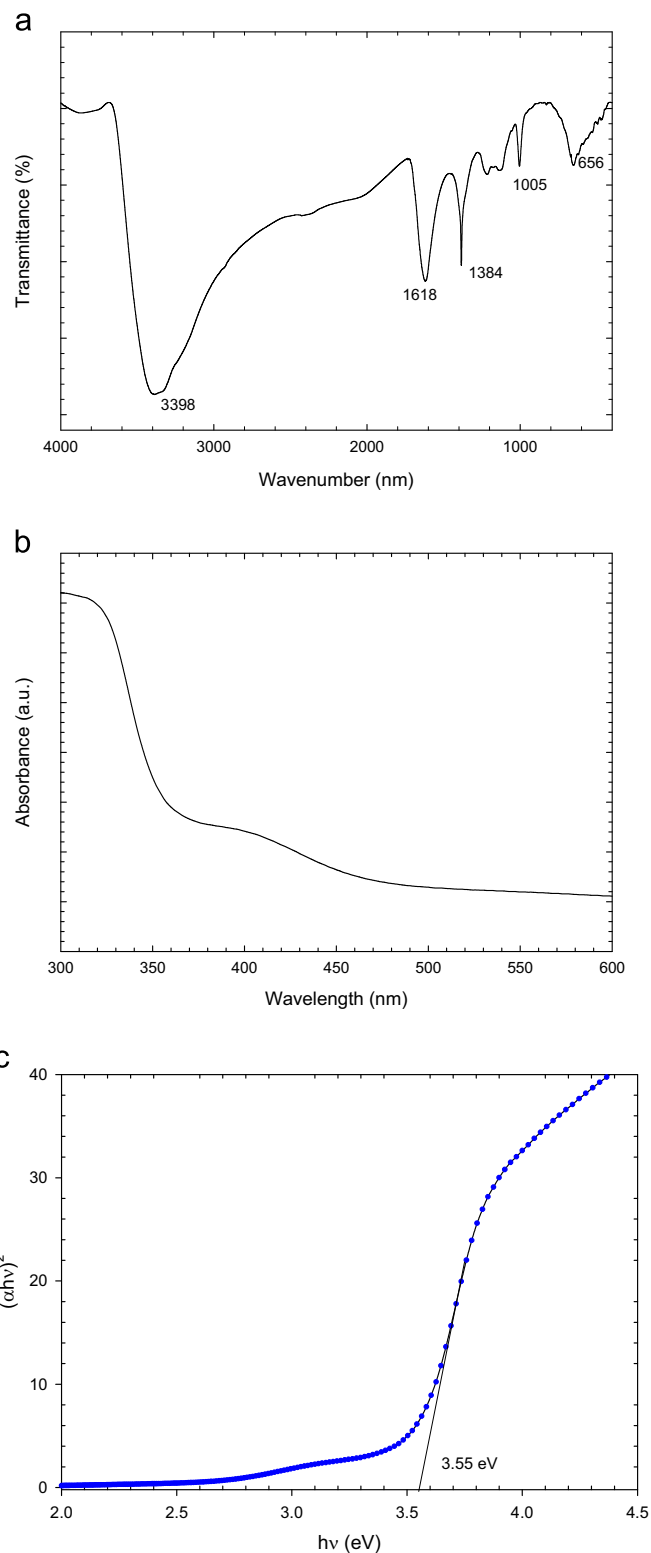 a
Transmittance (%)
3398
1618
1384
1005
656
4000
3000
2000
1000
Wavenumber (nm)
b
Absorbance (a.u.)
300
350
400
450
500
550
600
Wavelength (nm)
c
40
30
20
10
0
(αhν)²
3.55 eV
2.0
2.5
3.0
3.5
4.0
4.5
hν (eV)